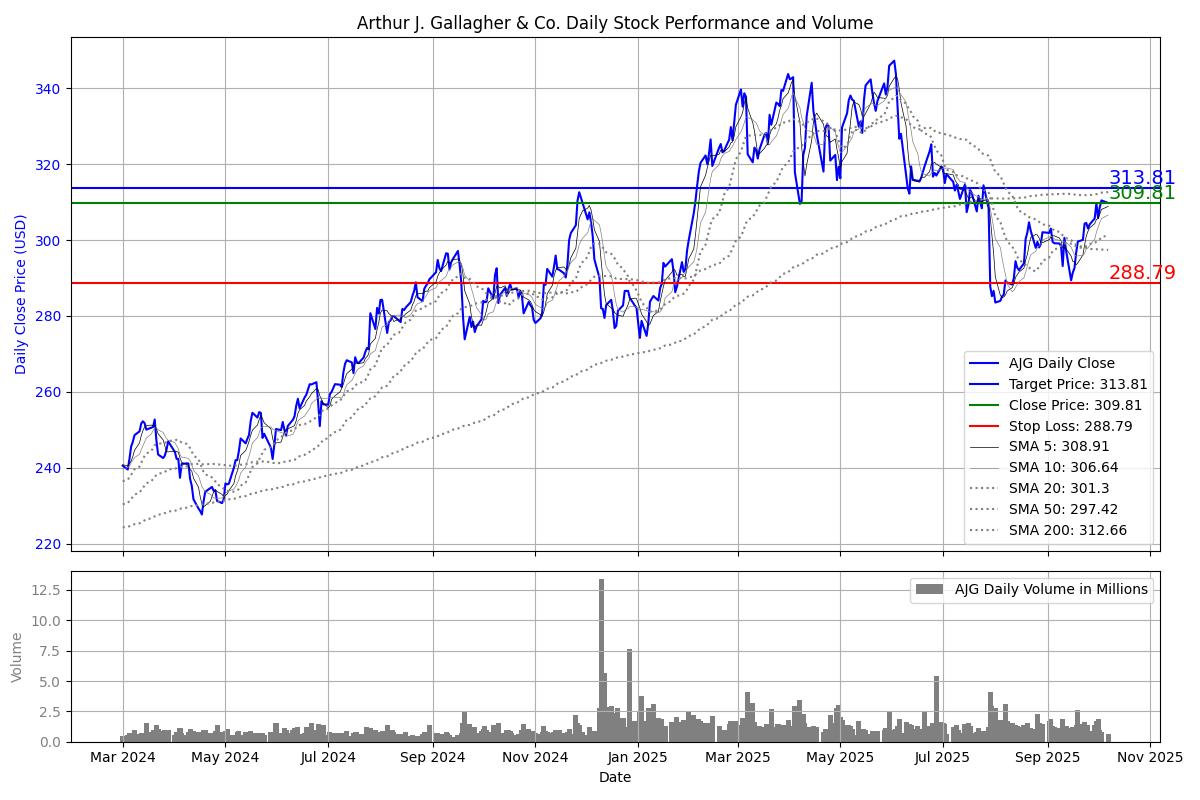 Arthur J. Gallagher & Co. Daily Stock Performance and Volume
Daily Close Price (USD)
340
320
300
280
260
240
220
313.81
309.81
288.79
AJG Daily Close
Target Price: 313.81
Close Price: 309.81
Stop Loss: 288.79
SMA 5: 308.91
SMA 10: 306.64
SMA 20: 301.3
SMA 50: 297.42
SMA 200: 312.66
Volume
12.5
10.0
7.5
5.0
2.5
0.0
AJG Daily Volume in Millions
Mar 2024 May 2024 Jul 2024 Sep 2024 Nov 2024 Jan 2025 Mar 2025 May 2025 Jul 2025 Sep 2025 Nov 2025
Date